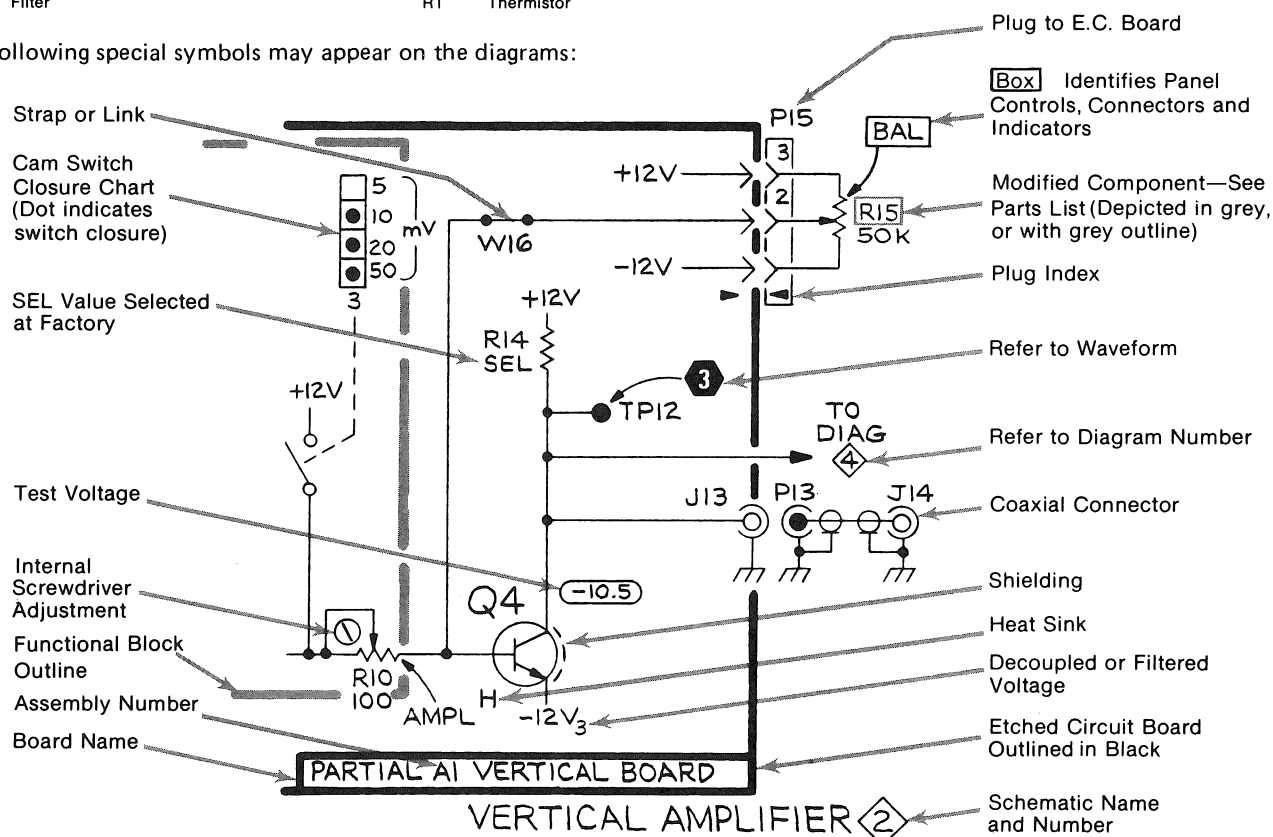 Filter
RT Thermistor
ollowing special symbols may appear on the diagrams:
Plug to E.C. Board
Box Identifies Panel
Controls, Connectors and
Indicators
Modified Component—See
Parts List (Depicted in grey,
or with grey outline)
Plug Index
Refer to Waveform
Refer to Diagram Number
Coaxial Connector
Shielding
Heat Sink
Decoupled or Filtered
Voltage
Etched Circuit Board
Outlined in Black
Schematic Name
and Number
Strap or Link
Cam Switch
Closure Chart
(Dot indicates
switch closure)
SEL Value Selected
at Factory
Test Voltage
Internal
Screwdriver
Adjustment
Functional Block
Outline
Assembly Number
Board Name
5
10
20
50
mV
3
+12V
W16
+12V
-12V
P15
3
2
BAL
R15
50K
+12V
R14
SEL
3
TP12
TO
DIAG
4
J13
P13
J14
-10.5
Q4
R10
100
AMPL
H
-12V3
PARTIAL A1 VERTICAL BOARD
VERTICAL AMPLIFIER 2